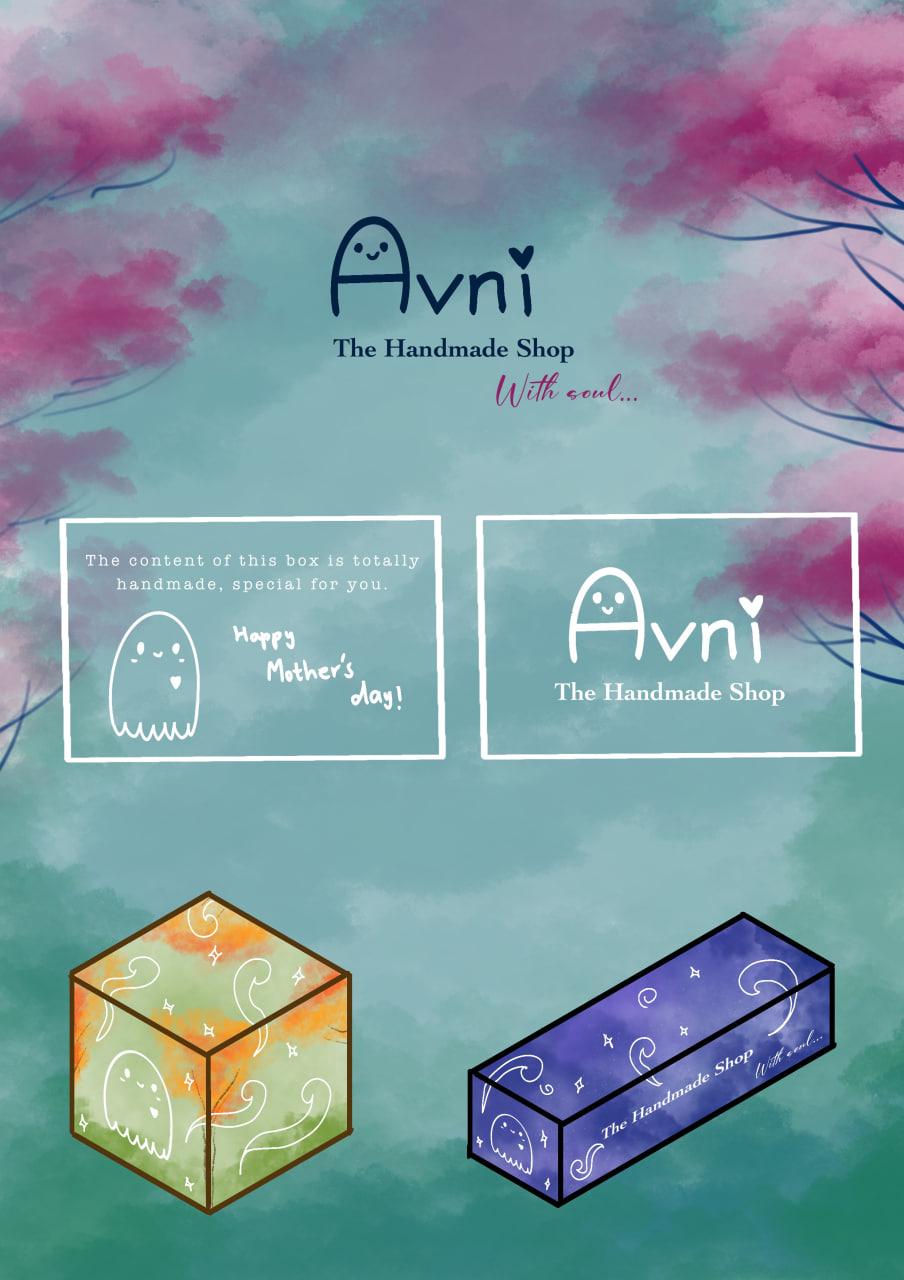 Avni
The Handmade Shop
With soul...
The content of this box is totally
handmade, special for you.
Happy
Mother's
day!
Avni
The Handmade Shop
The Handmade Shop
With soul...